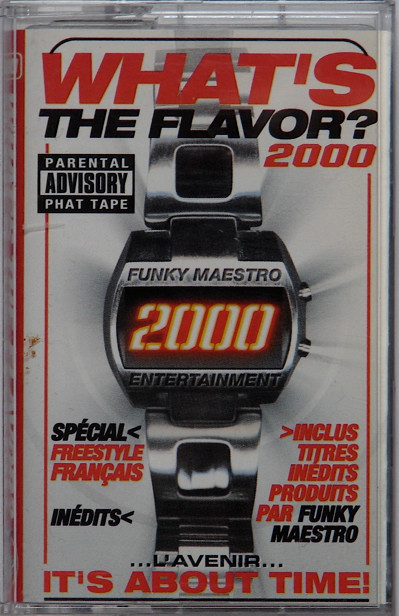 WHAT'S
THE FLAVOR?
2000
PARENTAL
ADVISORY
PHAT TAPE
FUNKY MAESTRO
2000
ENTERTAINMENT
SPÉCIAL<
FREESTYLE
FRANÇAIS
INÉDITS<
>INCLUS
TITRES
INÉDITS
PRODUITS
PAR FUNKY
MAESTRO
...L'AVENIR...
IT'S ABOUT TIME!